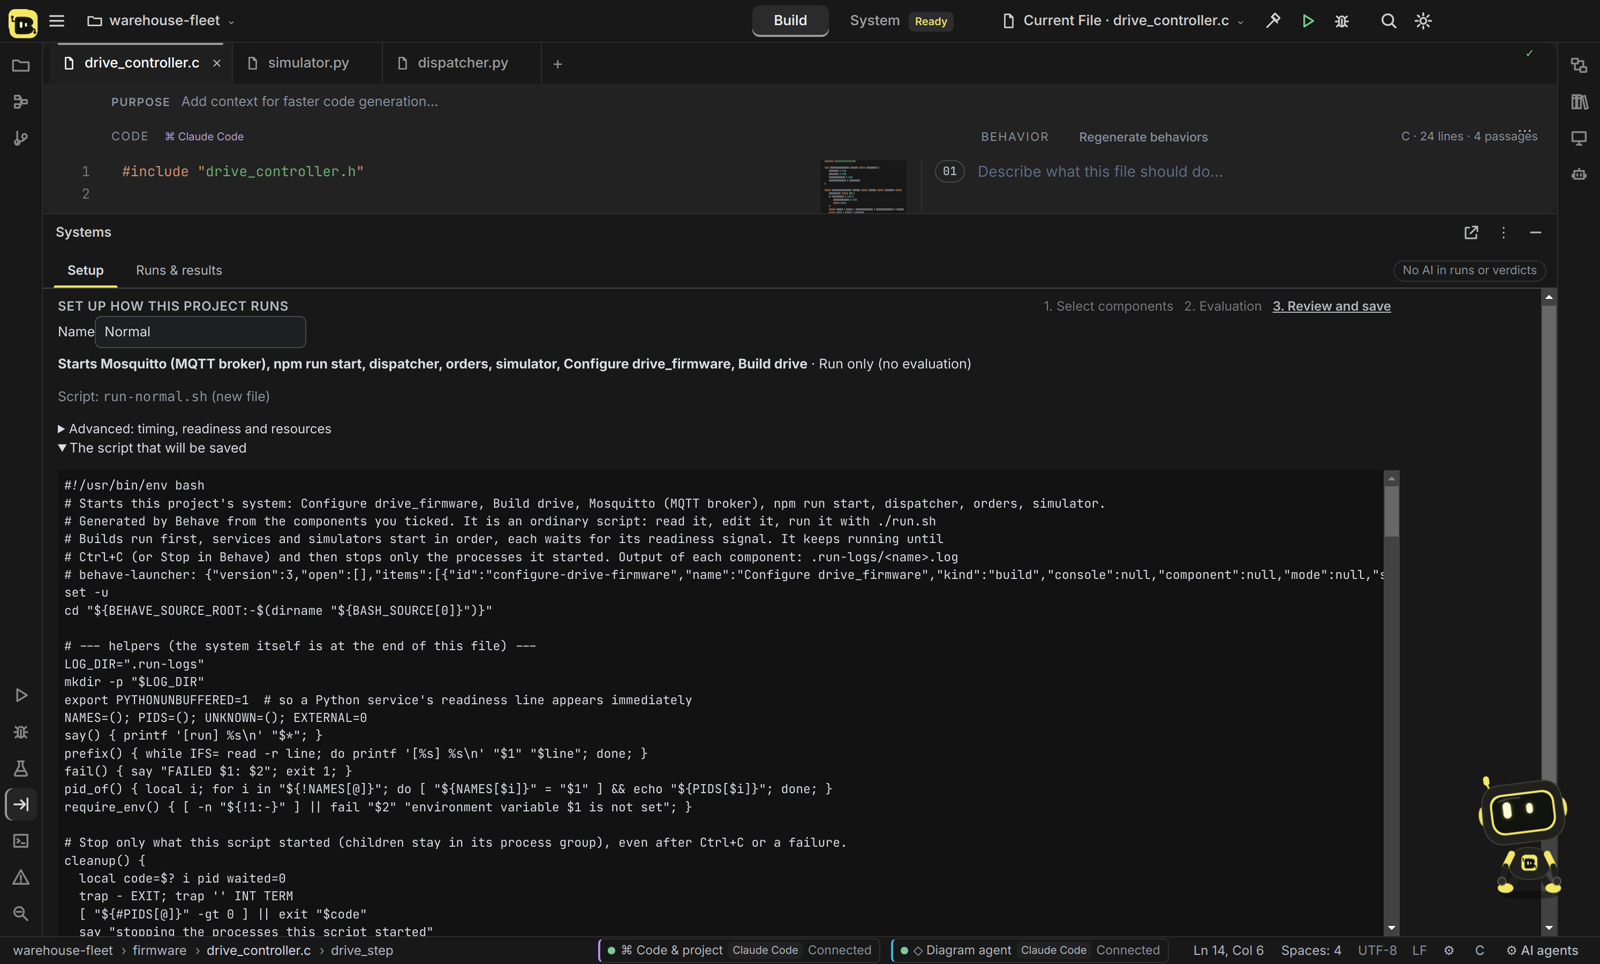 warehouse-fleet
Build
System Ready
Current File · drive_controller.c
drive_controller.c ×
simulator.py
dispatcher.py
+
PURPOSE Add context for faster code generation...
CODE ⌘ Claude Code
BEHAVIOR Regenerate behaviors C · 24 lines · 4 passages
1 #include "drive_controller.h"
2
01 Describe what this file should do...
Systems
Setup Runs & results No AI in runs or verdicts
SET UP HOW THIS PROJECT RUNS 1. Select components 2. Evaluation 3. Review and save
Name Normal
Starts Mosquitto (MQTT broker), npm run start, dispatcher, orders, simulator, Configure drive_firmware, Build drive · Run only (no evaluation)
Script: run-normal.sh (new file)
Advanced: timing, readiness and resources
The script that will be saved
#!/usr/bin/env bash
# Starts this project's system: Configure drive_firmware, Build drive, Mosquitto (MQTT broker), npm run start, dispatcher, orders, simulator.
# Generated by Behave from the components you ticked. It is an ordinary script: read it, edit it, run it with ./run.sh
# Builds run first, services and simulators start in order, each waits for its readiness signal. It keeps running until
# Ctrl+C (or Stop in Behave) and then stops only the processes it started. Output of each component: .run-logs/<name>.log
# behave-launcher: {"version":3,"open":[],"items":[{"id":"configure-drive-firmware","name":"Configure drive_firmware","kind":"build","console":null,"component":null,"mode":null,"s
set -u
cd "${BEHAVE_SOURCE_ROOT:-$(dirname "${BASH_SOURCE[0]}")}"
# --- helpers (the system itself is at the end of this file) ---
LOG_DIR=".run-logs"
mkdir -p "$LOG_DIR"
export PYTHONUNBUFFERED=1  # so a Python service's readiness line appears immediately
NAMES=(); PIDS=(); UNKNOWN=(); EXTERNAL=0
say() { printf '[run] %s\n' "$*"; }
prefix() { while IFS= read -r line; do printf '[%s] %s\n' "$1" "$line"; done; }
fail() { say "FAILED $1: $2"; exit 1; }
pid_of() { local i; for i in "${!NAMES[@]}"; do [ "${NAMES[$i]}" = "$1" ] && echo "${PIDS[$i]}"; done; }
require_env() { [ -n "${!1:-}" ] || fail "$2" "environment variable $1 is not set"; }
# Stop only what this script started (children stay in its process group), even after Ctrl+C or a failure.
cleanup() {
local code=$? i pid waited=0
trap - EXIT; trap '' INT TERM
[ "${#PIDS[@]}" -gt 0 ] || exit "$code"
say "stopping the processes this script started"
warehouse-fleet › firmware › drive_controller.c › drive_step
⌘ Code & project Claude Code Connected
◇ Diagram agent Claude Code Connected
Ln 14, Col 6 Spaces: 4 UTF-8 LF C AI agents